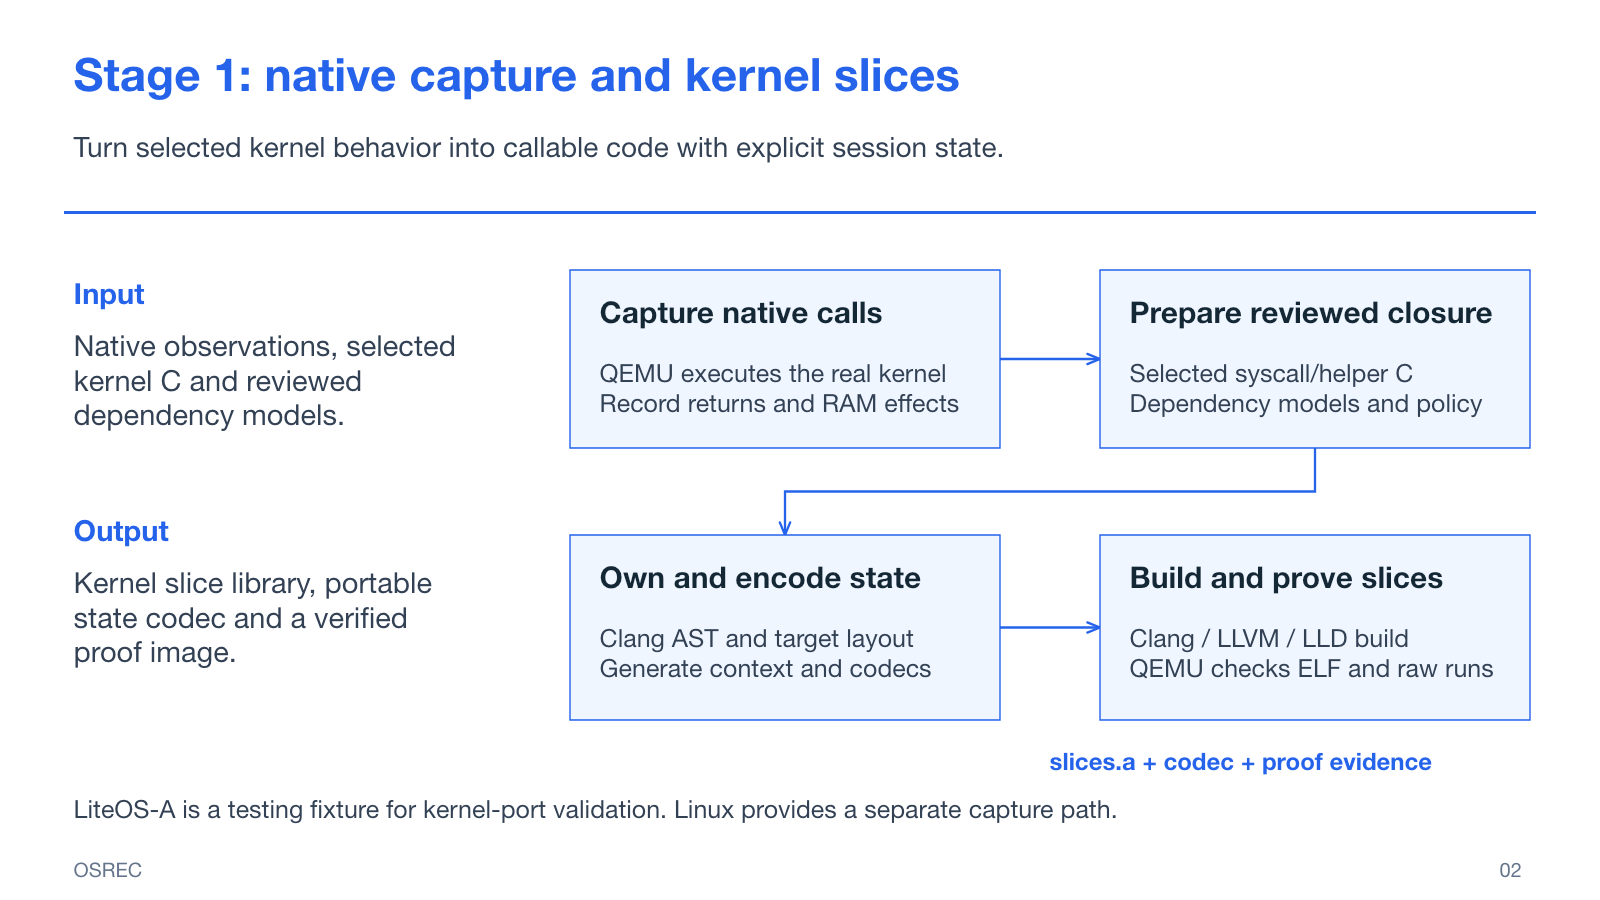 Stage 1: native capture and kernel slices
Turn selected kernel behavior into callable code with explicit session state.
Input
Native observations, selected
kernel C and reviewed
dependency models.
Output
Kernel slice library, portable
state codec and a verified
proof image.
Capture native calls
QEMU executes the real kernel
Record returns and RAM effects
Prepare reviewed closure
Selected syscall/helper C
Dependency models and policy
Own and encode state
Clang AST and target layout
Generate context and codecs
Build and prove slices
Clang / LLVM / LLD build
QEMU checks ELF and raw runs
slices.a + codec + proof evidence
LiteOS-A is a testing fixture for kernel-port validation. Linux provides a separate capture path.
OSREC
02